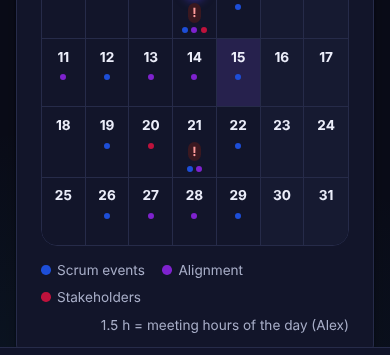 !
11 12 13 14 15 16 17
18 19 20 21 22 23 24
!
25 26 27 28 29 30 31
Scrum events Alignment
Stakeholders
1.5 h = meeting hours of the day (Alex)